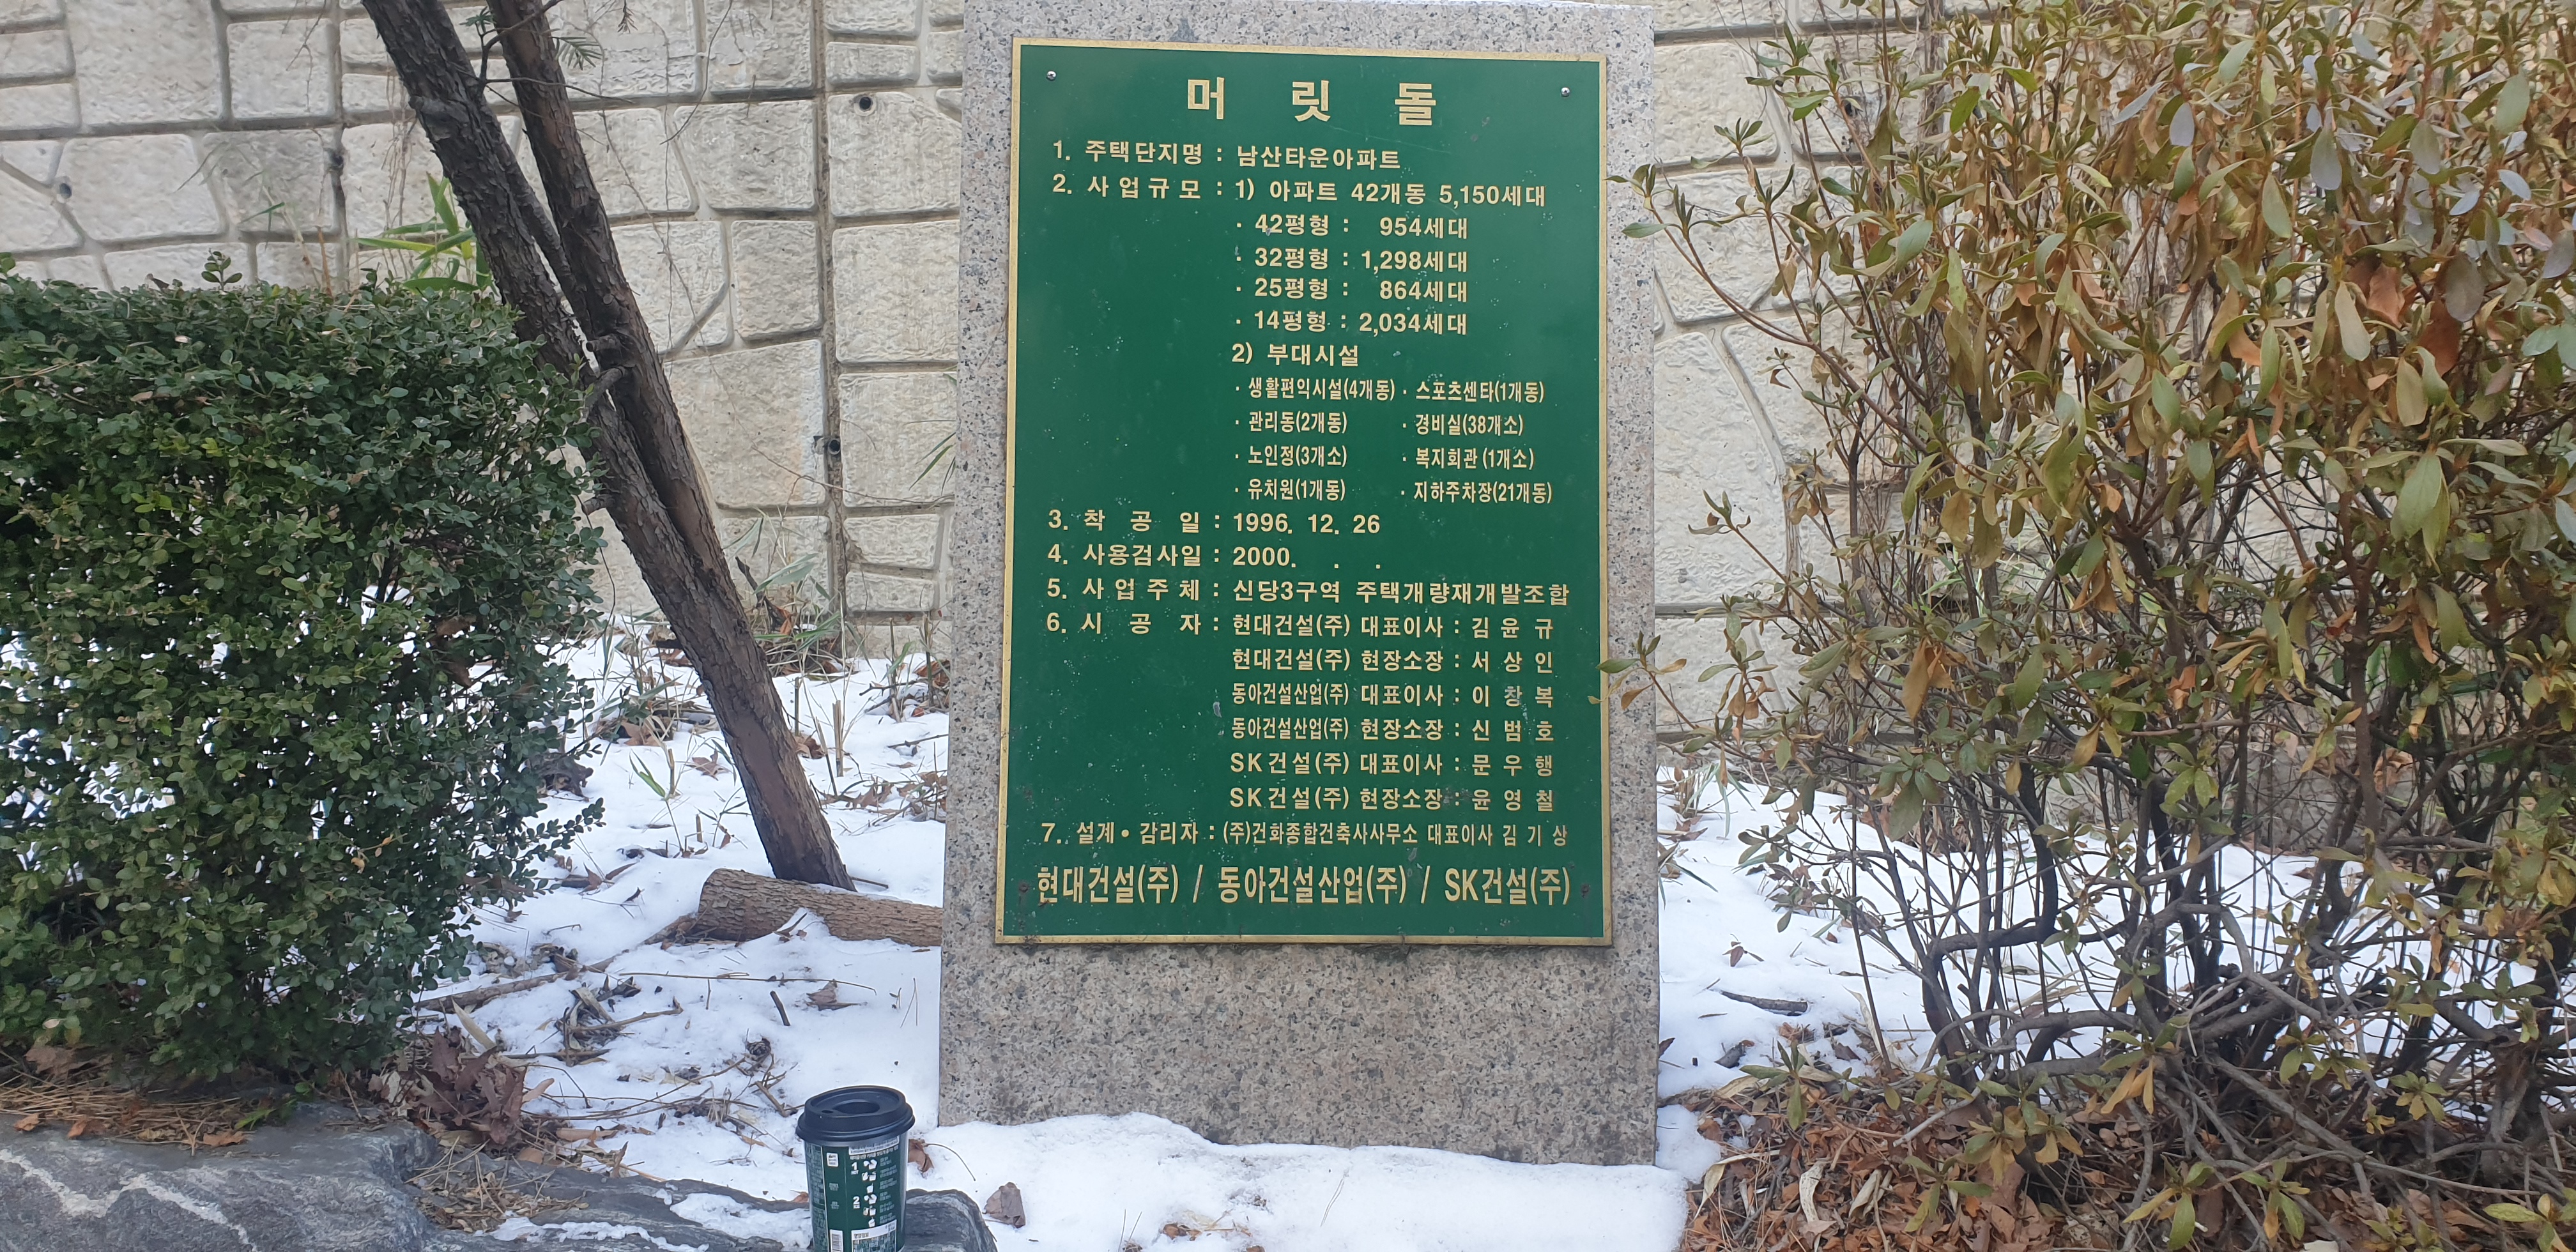 머 릿 돌
1. 주택단지명 : 남산타운아파트
2. 사 업 규 모 : 1) 아파트 42개동 5,150세대
· 42평형 : 954세대
· 32평형 : 1,298세대
· 25평형 : 864세대
· 14평형 : 2,034세대
2) 부대시설
· 생활편익시설(4개동) · 스포츠센타(1개동)
· 관리동(2개동) · 경비실(38개소)
· 노인정(3개소) · 복지회관 (1개소)
· 유치원(1개동) · 지하주차장(21개동)
3. 착 공 일 : 1996. 12. 26
4. 사용검사일 : 2000. . .
5. 사 업 주 체 : 신당3구역 주택개량재개발조합
6. 시 공 자 : 현대건설(주) 대표이사 : 김 윤 규
현대건설(주) 현장소장 : 서 상 인
동아건설산업(주) 대표이사 : 이 창 복
동아건설산업(주) 현장소장 : 신 범 호
SK건설(주) 대표이사 : 문 우 행
SK건설(주) 현장소장 : 윤 영 철
7. 설계 • 감리자 : (주)건화종합건축사사무소 대표이사 김 기 상
현대건설(주) / 동아건설산업(주) / SK건설(주)
1
2